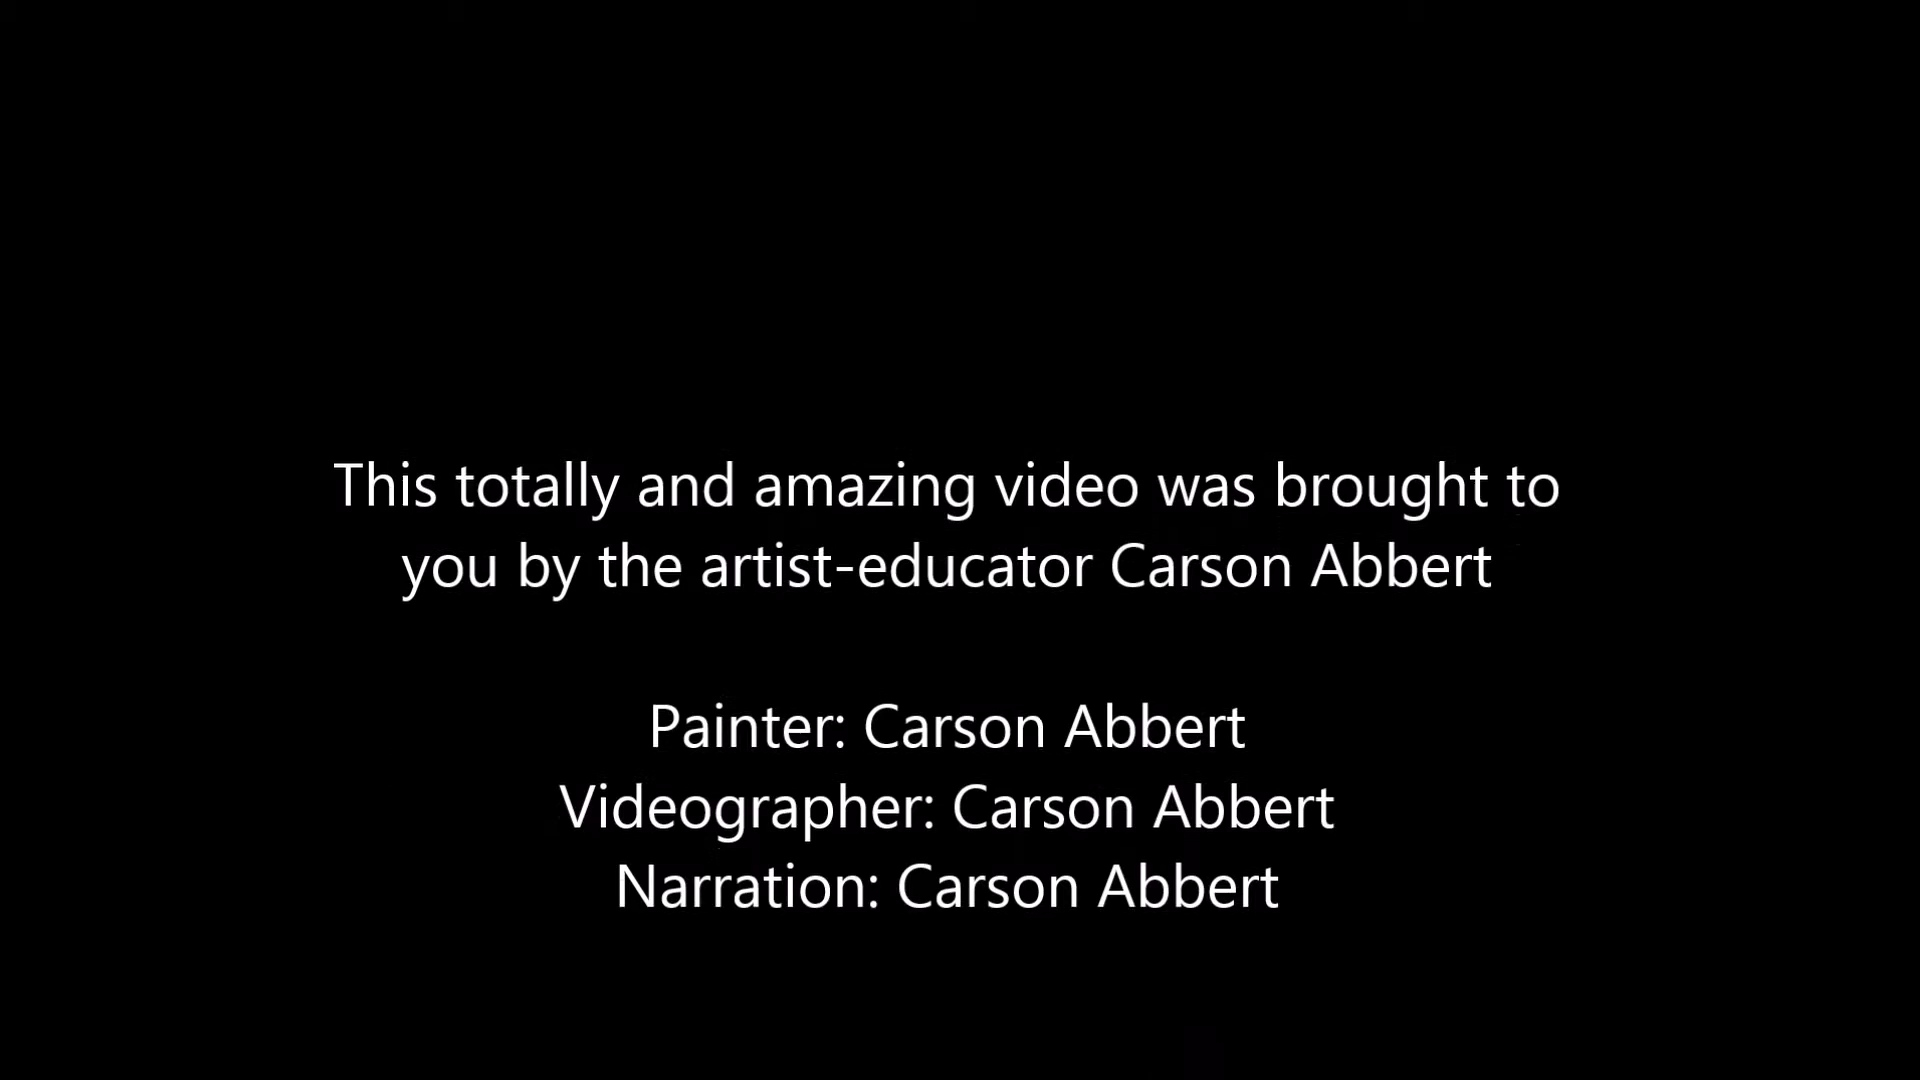 This totally and amazing video was brought to
you by the artist-educator Carson Abbert
Painter: Carson Abbert
Videographer: Carson Abbert
Narration: Carson Abbert